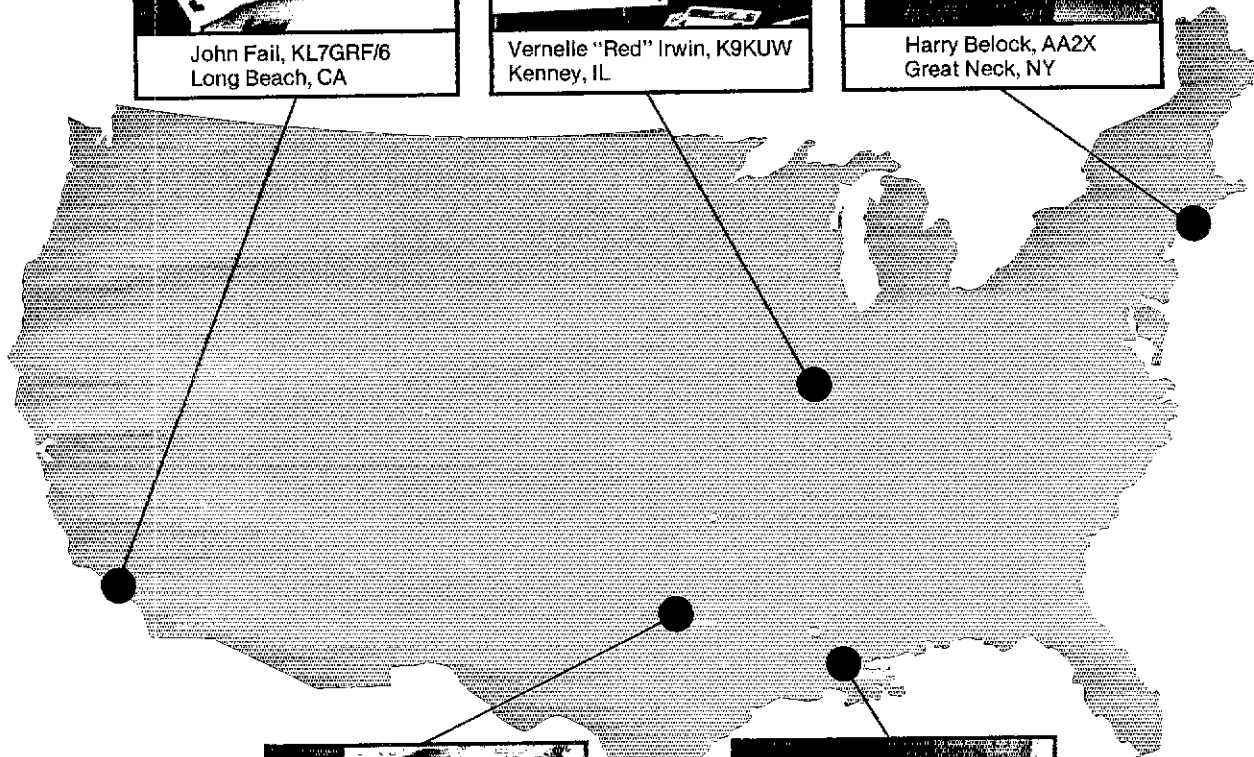 John Fail, KL7GRF/6
Long Beach, CA
Vernelle "Red" Irwin, K9KUW
Kenney, IL
Harry Belock, AA2X
Great Neck, NY